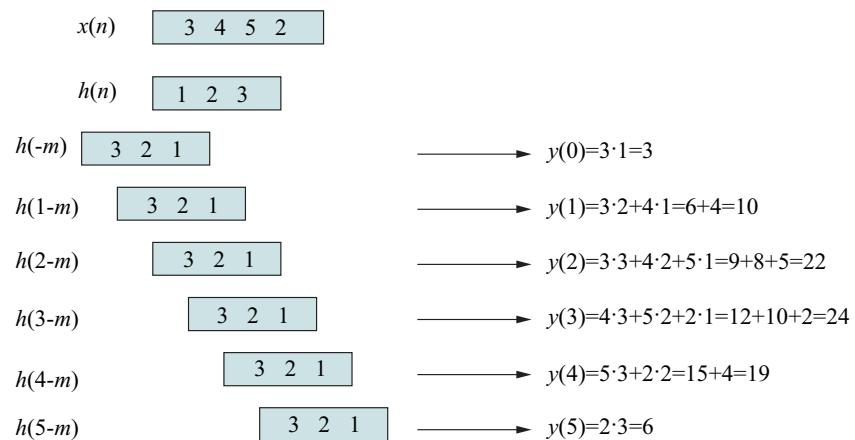 x(n) 3 4 5 2
h(n) 1 2 3
h(-m) 3 2 1 y(0)=3·1=3
h(1-m) 3 2 1 y(1)=3·2+4·1=6+4=10
h(2-m) 3 2 1 y(2)=3·3+4·2+5·1=9+8+5=22
h(3-m) 3 2 1 y(3)=4·3+5·2+2·1=12+10+2=24
h(4-m) 3 2 1 y(4)=5·3+2·2=15+4=19
h(5-m) 3 2 1 y(5)=2·3=6